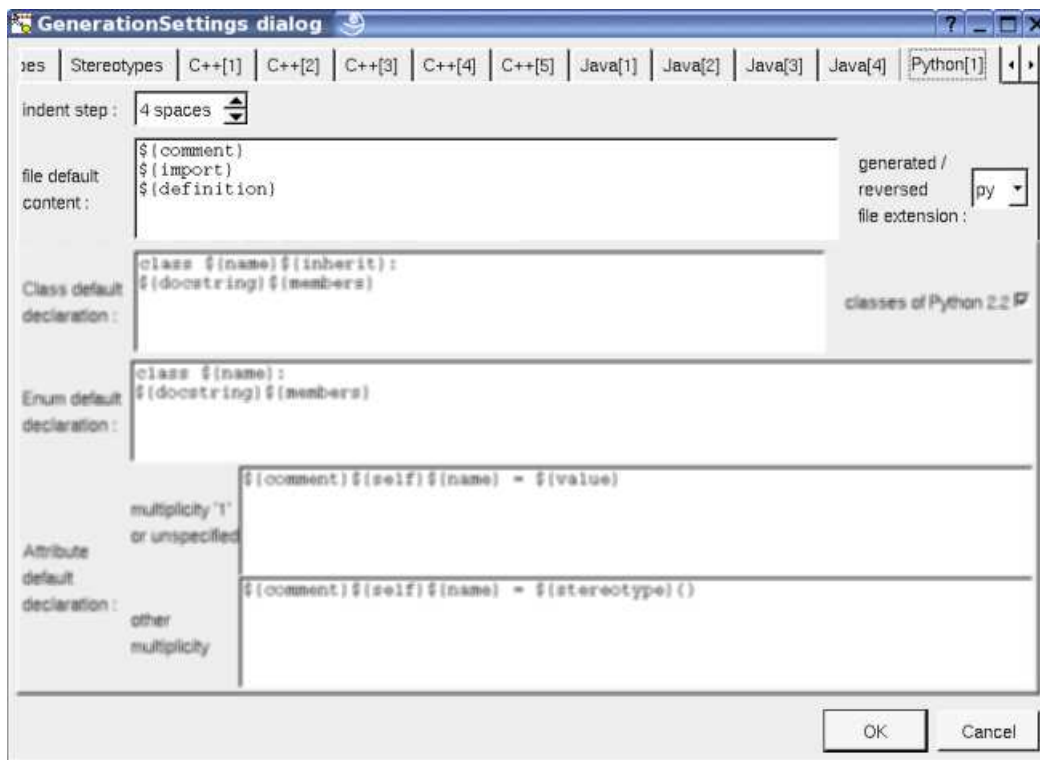 GenerationSettings dialog
pes Stereotypes C++[1] C++[2] C++[3] C++[4] C++[5] Java[1] Java[2] Java[3] Java[4] Python[1]
indent step : 4 spaces
file default
content :
${comment}
${import}
${definition}
generated /
reversed
file extension :
py
Class default
declaration :
class ${name}${inherit}:
${docstring}${members}
classes of Python 2.2
Enum default
declaration :
class ${name}:
${docstring}${members}
Attribute
default
declaration :
multiplicity '1'
or unspecified
${comment}${self}${name} = ${value}
other
multiplicity
${comment}${self}${name} = ${stereotype}()
OK Cancel